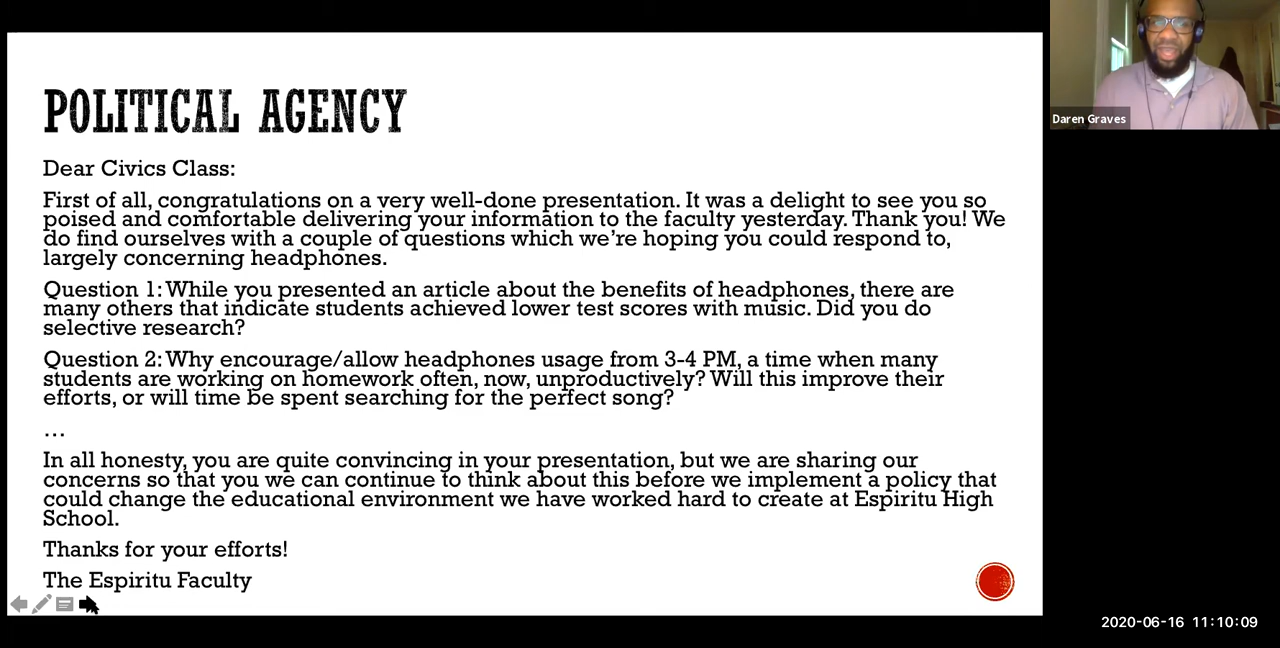 POLITICAL AGENCY
Dear Civics Class:
First of all, congratulations on a very well-done presentation. It was a delight to see you so
poised and comfortable delivering your information to the faculty yesterday. Thank you! We
do find ourselves with a couple of questions which we're hoping you could respond to,
largely concerning headphones.
Question 1: While you presented an article about the benefits of headphones, there are
many others that indicate students achieved lower test scores with music. Did you do
selective research?
Question 2: Why encourage/allow headphones usage from 3-4 PM, a time when many
students are working on homework often, now, unproductively? Will this improve their
efforts, or will time be spent searching for the perfect song?
...
In all honesty, you are quite convincing in your presentation, but we are sharing our
concerns so that you we can continue to think about this before we implement a policy that
could change the educational environment we have worked hard to create at Espiritu High
School.
Thanks for your efforts!
The Espiritu Faculty
Daren Graves
2020-06-16 11:10:09